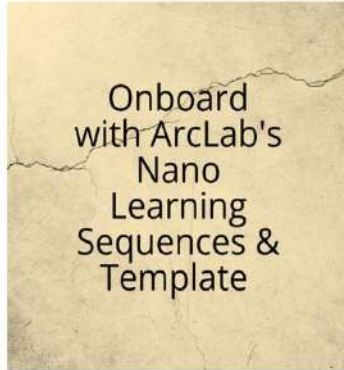 Onboard
with ArcLab's
Nano
Learning
Sequences &
Template